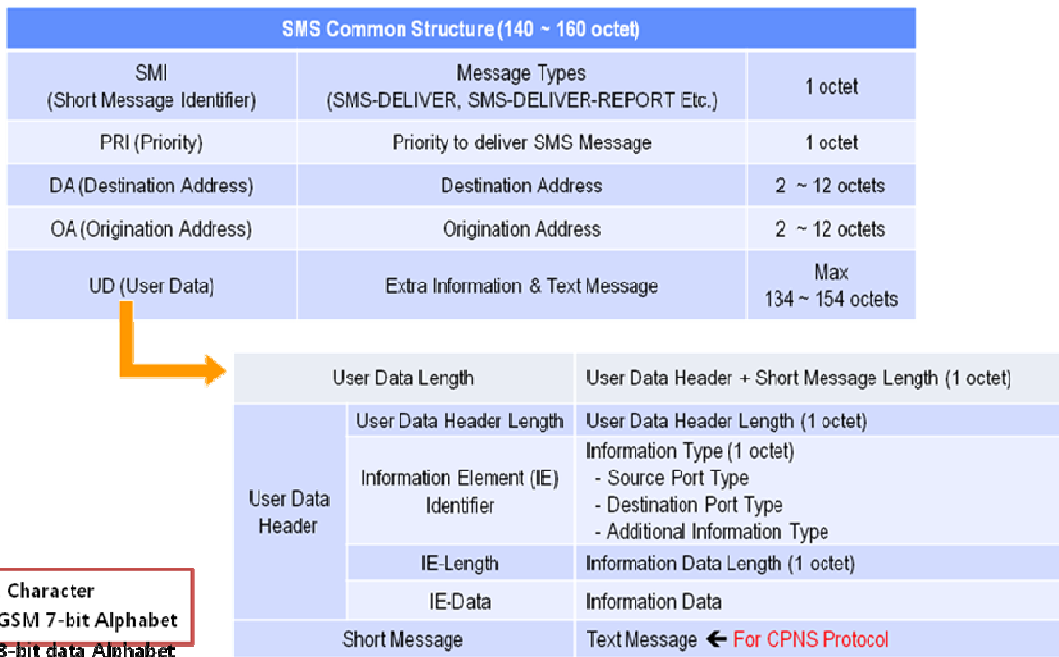 SMS Common Structure (140 ~ 160 octet)
SMI
(Short Message Identifier)
Message Types
(SMS-DELIVER, SMS-DELIVER-REPORT Etc.)
1 octet
PRI (Priority)
Priority to deliver SMS Message
1 octet
DA (Destination Address)
Destination Address
2 ~ 12 octets
OA (Origination Address)
Origination Address
2 ~ 12 octets
UD (User Data)
Extra Information & Text Message
Max
134 ~ 154 octets
User Data Length
User Data Header + Short Message Length (1 octet)
User Data
Header
User Data Header Length
User Data Header Length (1 octet)
Information Element (IE)
Identifier
Information Type (1 octet)
- Source Port Type
- Destination Port Type
- Additional Information Type
IE-Length
Information Data Length (1 octet)
IE-Data
Information Data
Short Message
Text Message ← For CPNS Protocol
Character
GSM 7-bit Alphabet
8-bit data Alphabet